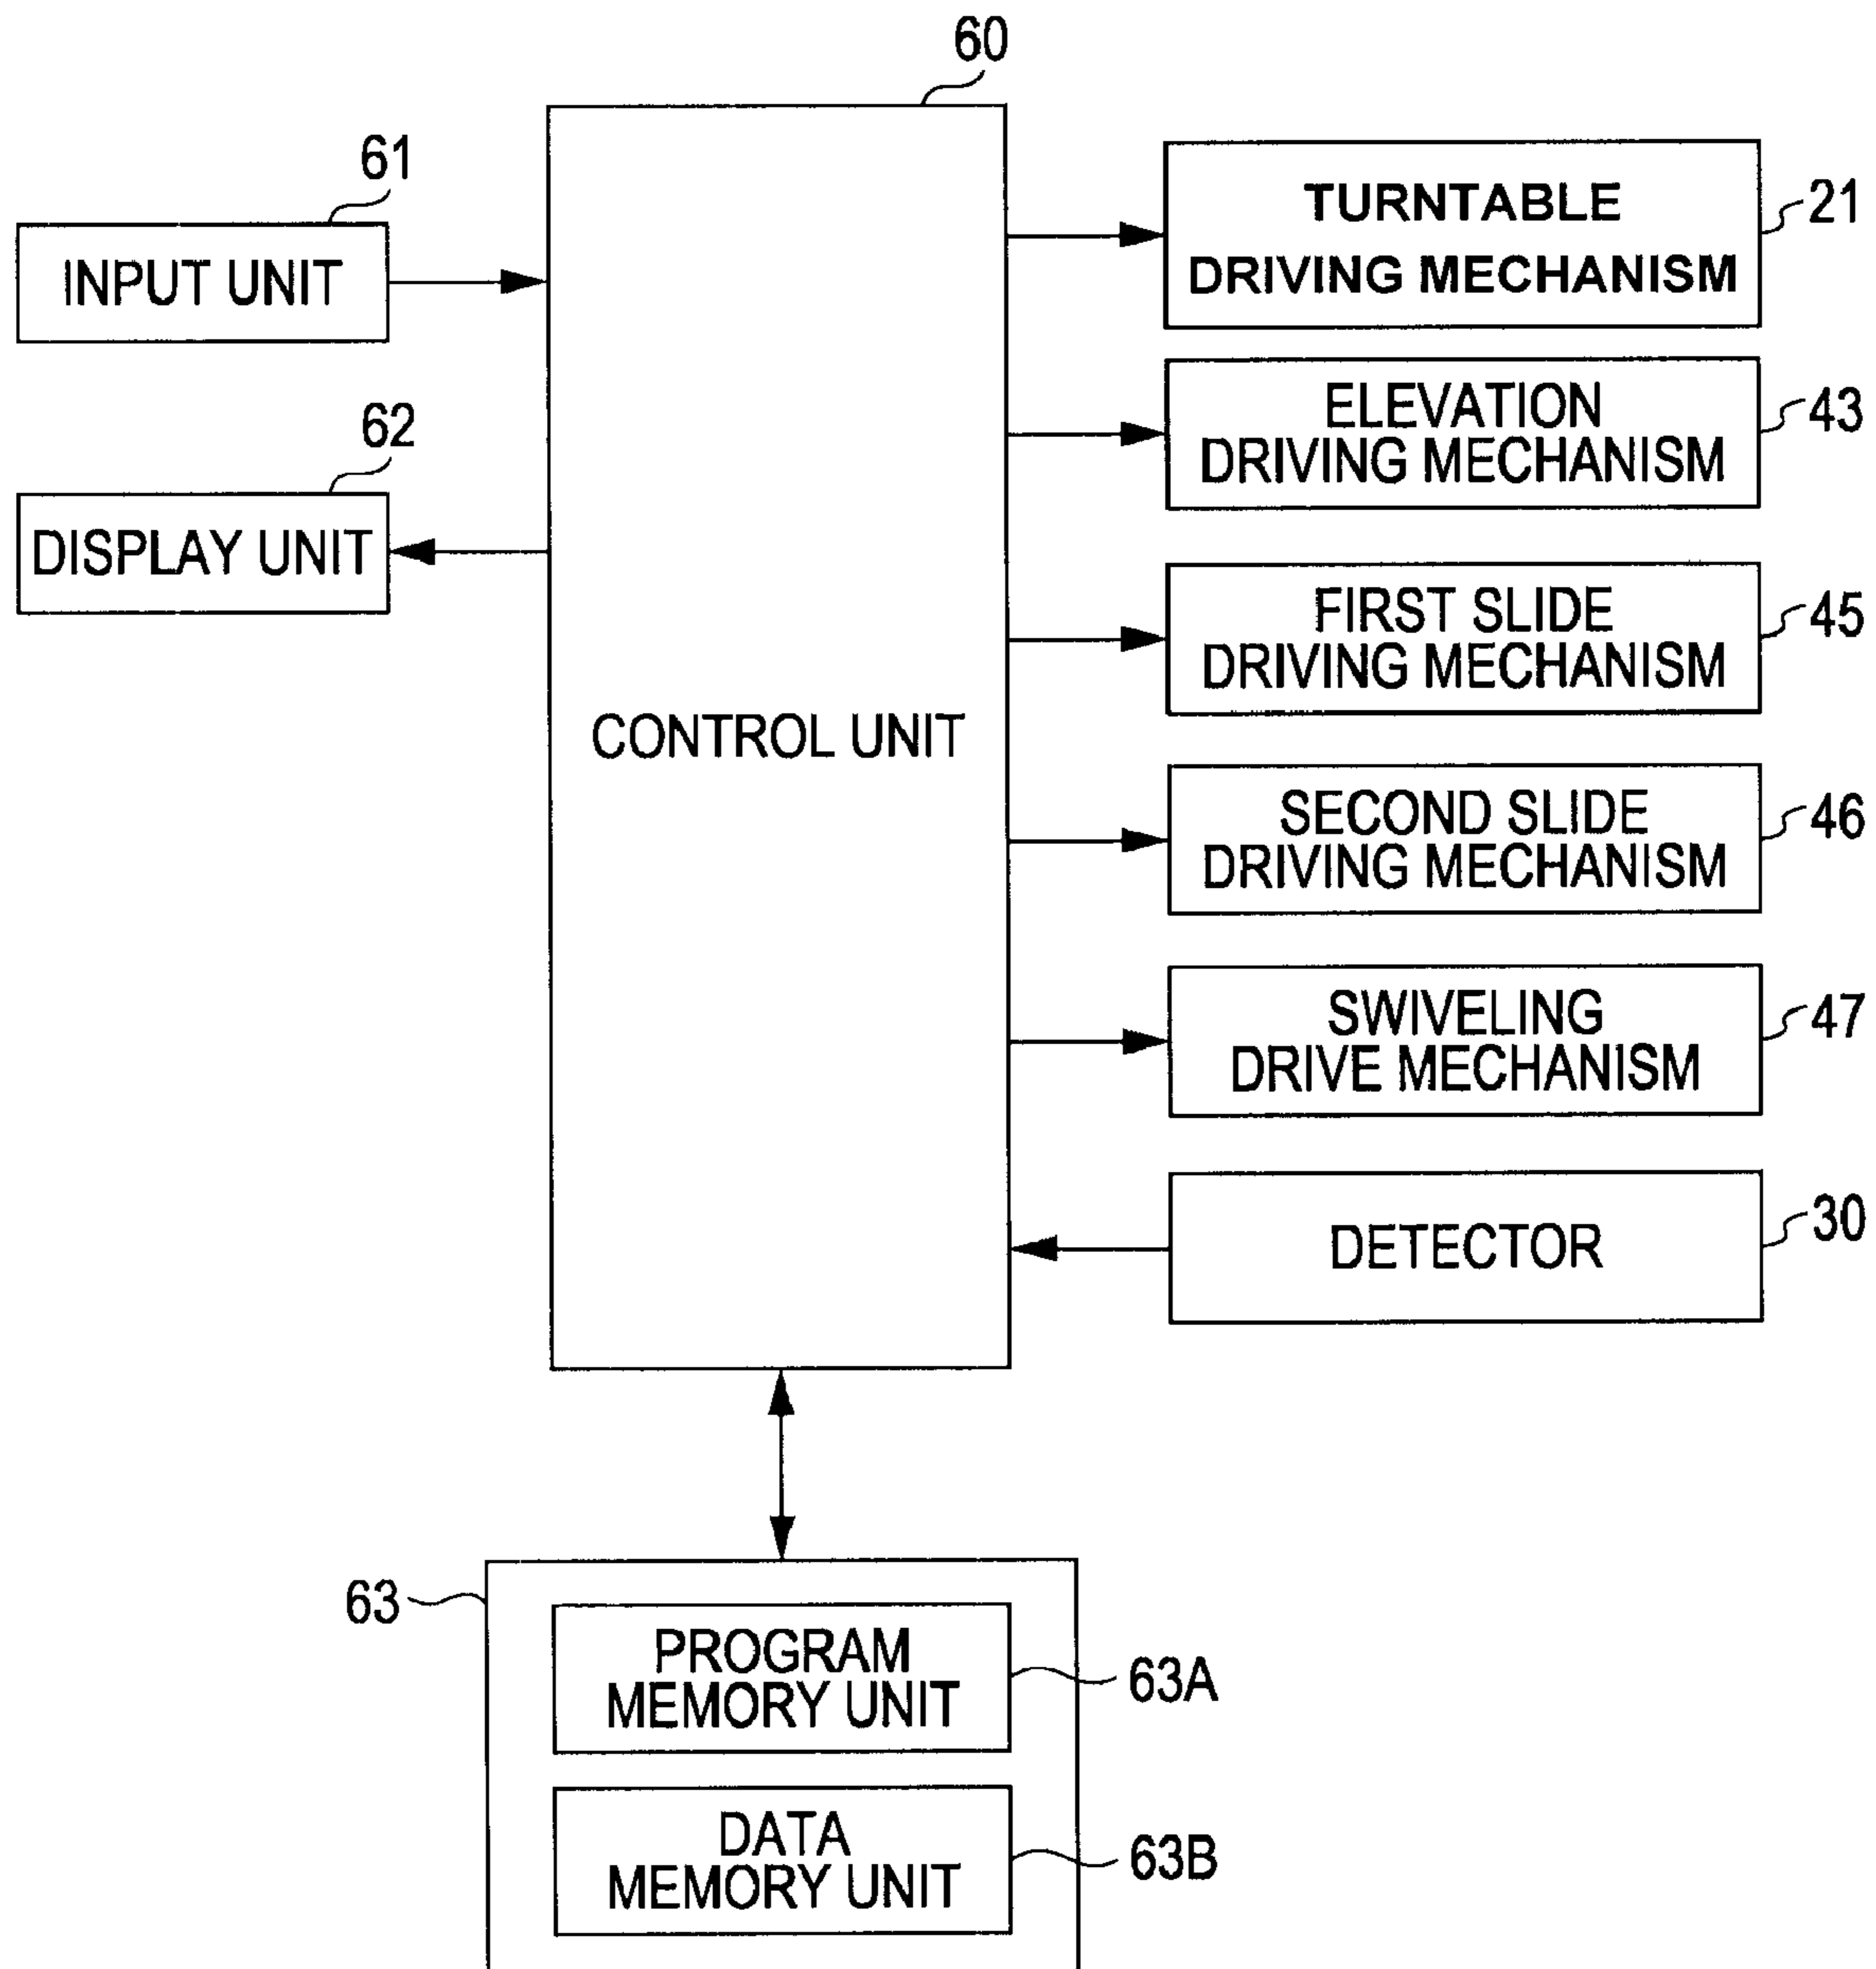 60
61
INPUT UNIT
62
DISPLAY UNIT
CONTROL UNIT
TURNTABLE
DRIVING MECHANISM
21
ELEVATION
DRIVING MECHANISM
43
FIRST SLIDE
DRIVING MECHANISM
45
SECOND SLIDE
DRIVING MECHANISM
46
SWIVELING
DRIVE MECHANISM
47
DETECTOR
30
63
PROGRAM
MEMORY UNIT
63A
DATA
MEMORY UNIT
63B